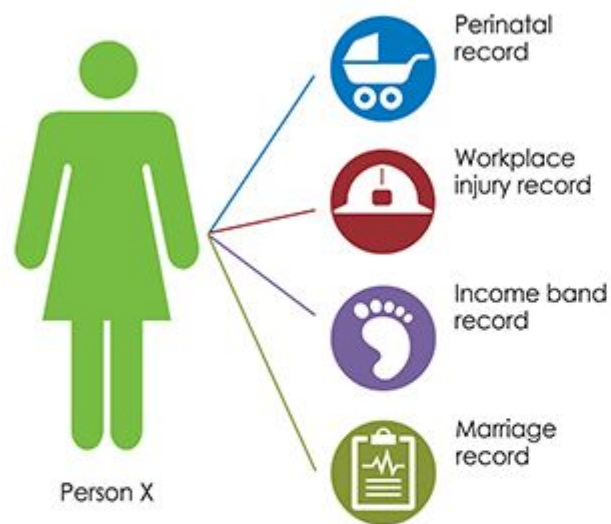 Perinatal
record
Workplace
injury record
Income band
record
Marriage
record
Person X